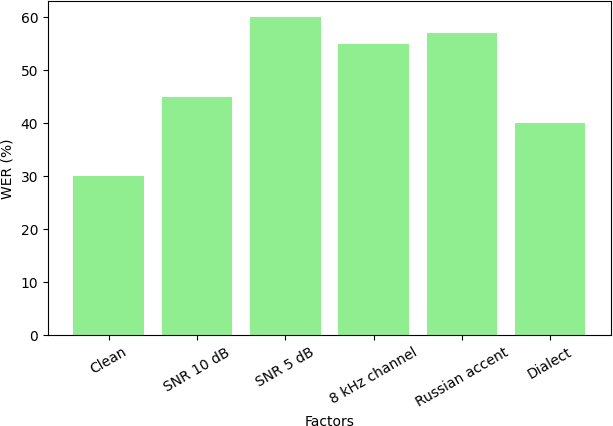 60
50
40
30
20
10
0
WER (%)
Clean
SNR 10 dB
SNR 5 dB
8 kHz channel
Russian accent
Dialect
Factors